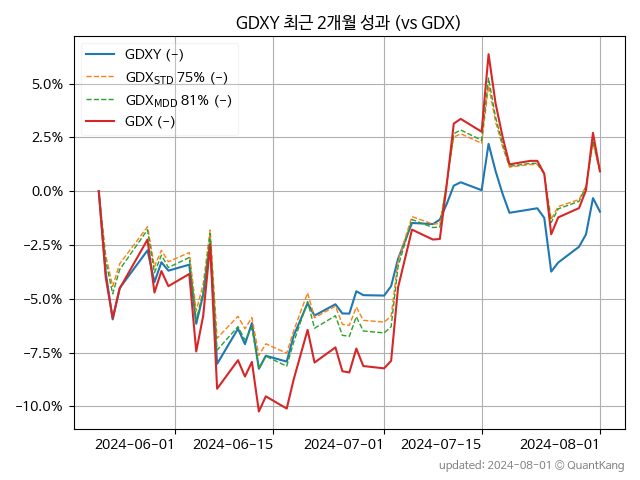 GDXY 최근 2개월 성과 (vs GDX)
GDXY (-)
GDX_STD 75% (-)
GDX_MDD 81% (-)
GDX (-)
5.0%
2.5%
0.0%
−2.5%
−5.0%
−7.5%
−10.0%
2024-06-01 2024-06-15 2024-07-01 2024-07-15 2024-08-01
updated: 2024-08-01 © QuantKang